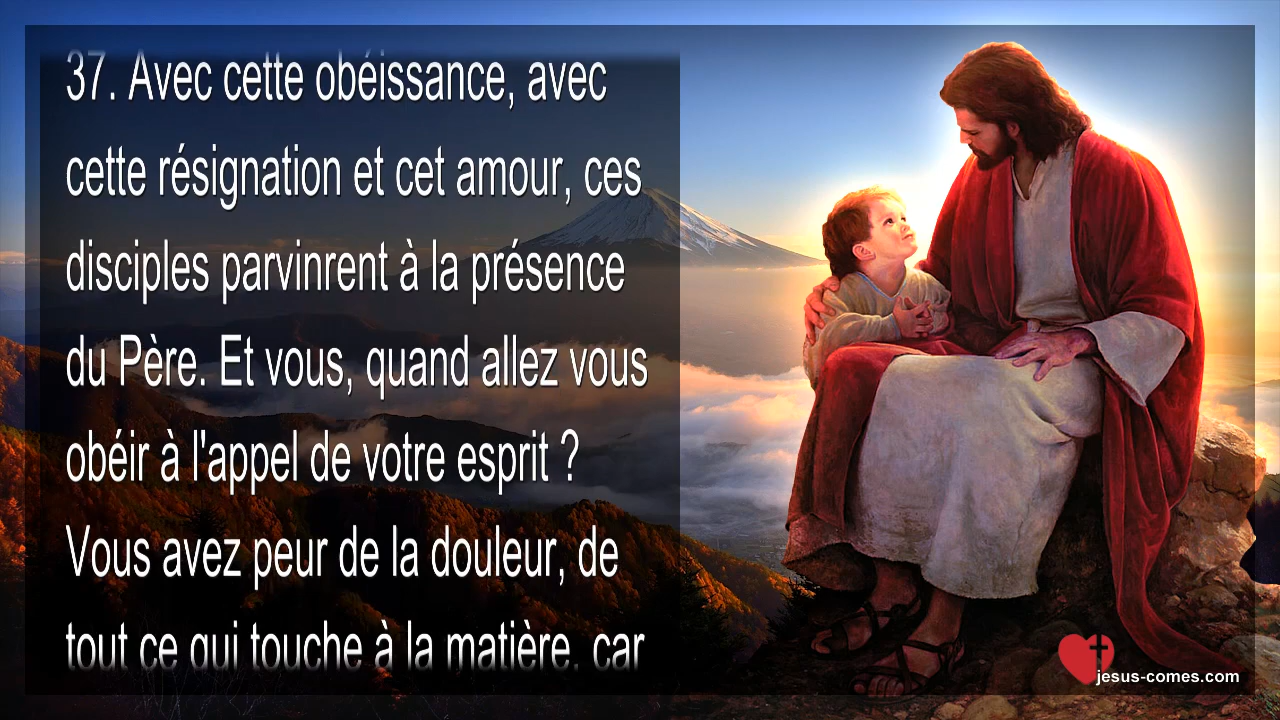 37. Avec cette obéissance, avec
cette résignation et cet amour, ces
disciples parvinrent à la présence
du Père. Et vous, quand allez vous
obéir à l'appel de votre esprit ?
Vous avez peur de la douleur, de
tout ce qui touche à la matière, car
jesus-comes.com